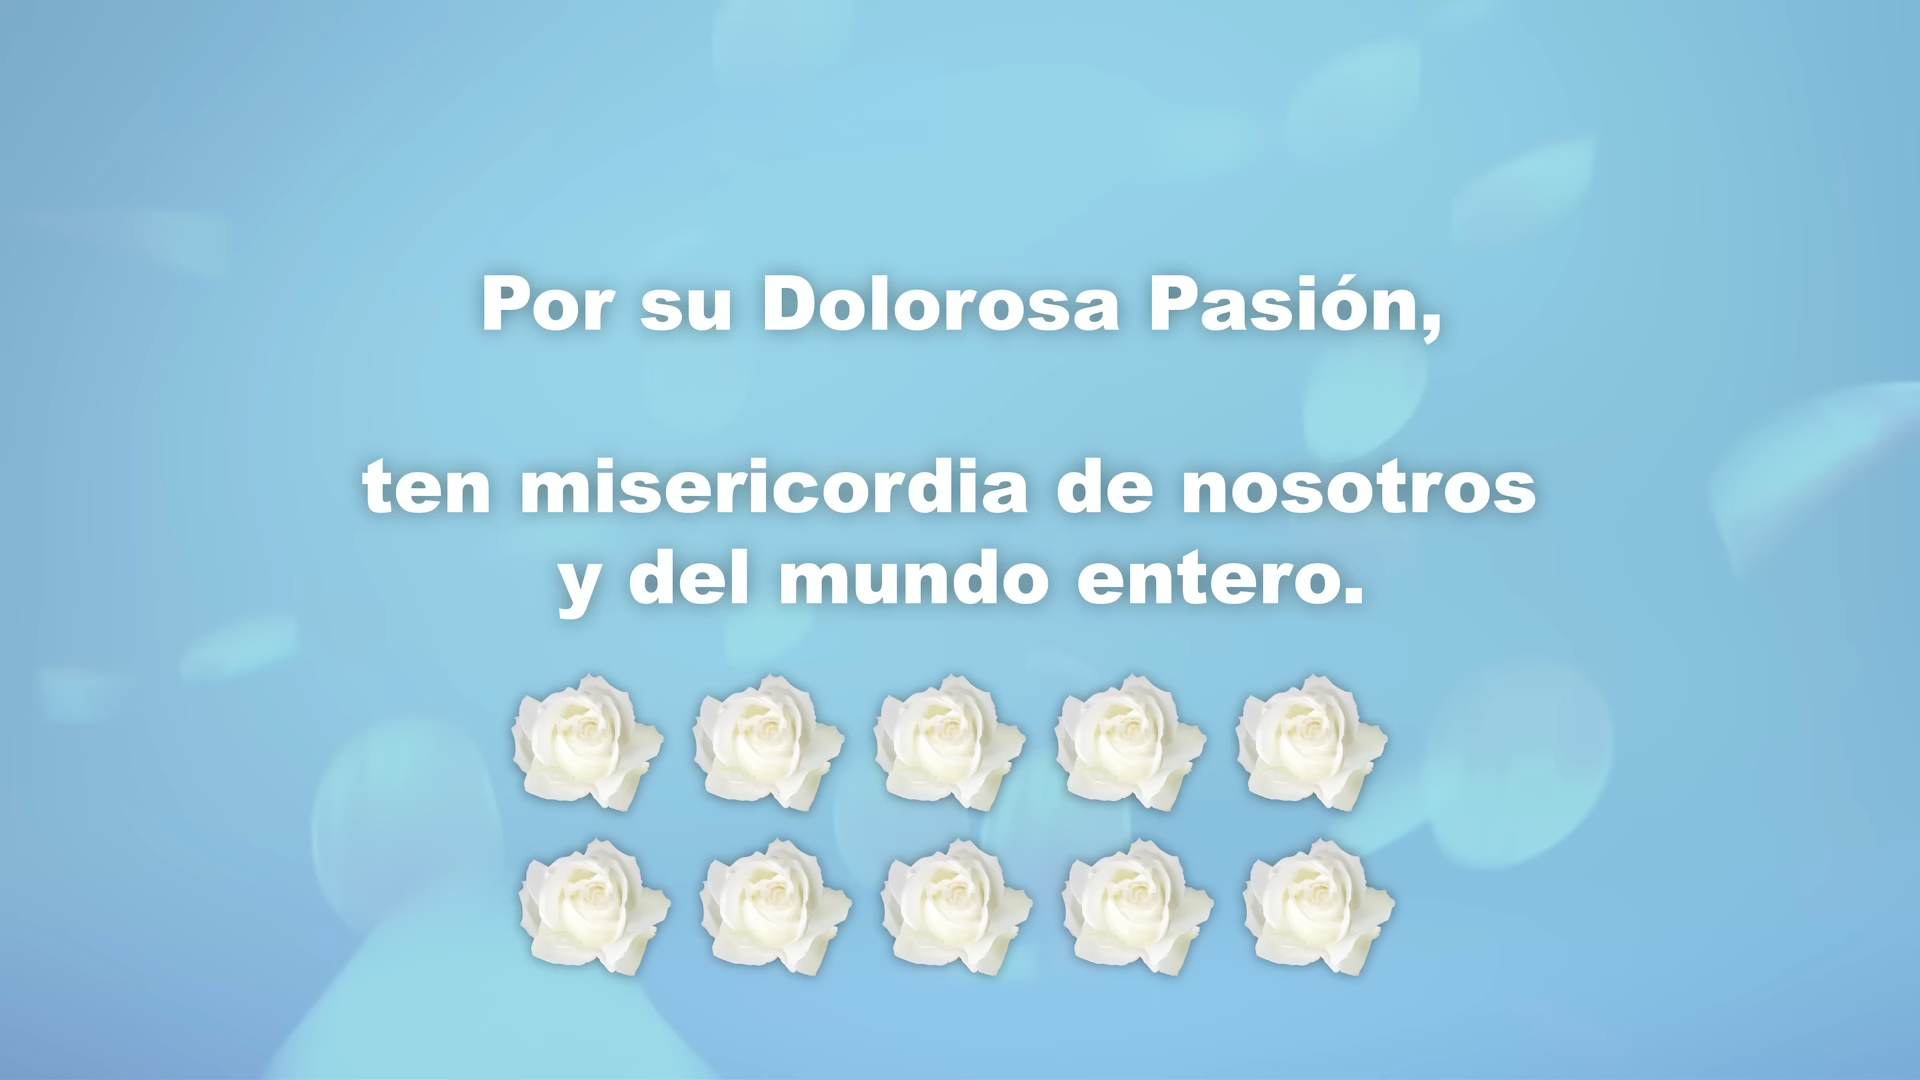 Por su Dolorosa Pasión,
ten misericordia de nosotros
y del mundo entero.